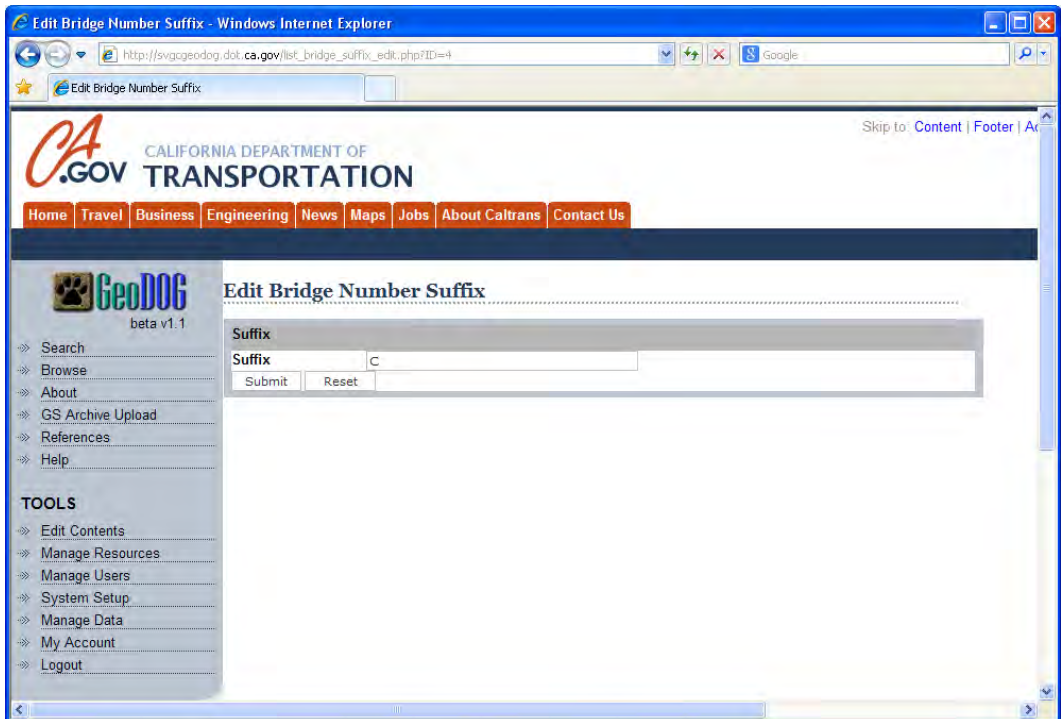 Edit Bridge Number Suffix - Windows Internet Explorer
http://svgcgeodog.dot.ca.gov/list_bridge_suffix_edit.php?ID=4
Google
Edit Bridge Number Suffix
Skip to: Content | Footer |
CA.GOV
CALIFORNIA DEPARTMENT OF
TRANSPORTATION
Home Travel Business Engineering News Maps Jobs About Caltrans Contact Us
GeoDOG
beta v1.1
Search
Browse
About
GS Archive Upload
References
Help
TOOLS
Edit Contents
Manage Resources
Manage Users
System Setup
Manage Data
My Account
Logout
Edit Bridge Number Suffix
Suffix
Suffix C
Submit Reset